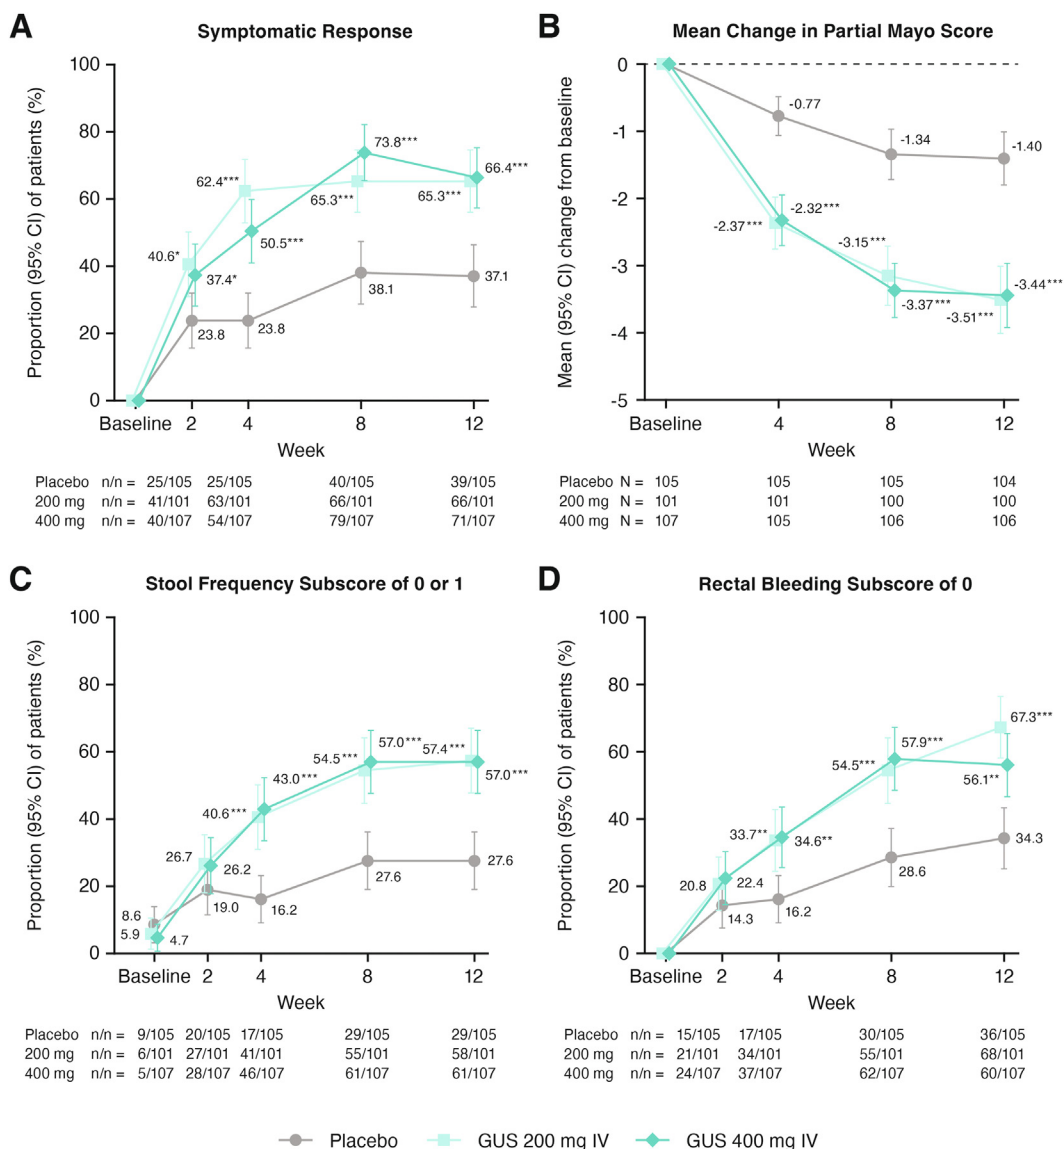 A
Symptomatic Response
Proportion (95% CI) of patients (%)
100
80
60
40
20
0
40.6*
62.4***
65.3***
65.3***
37.4*
50.5***
73.8***
66.4***
23.8
23.8
38.1
37.1
Baseline 2 4 8 12
Week
Placebo n/n = 25/105 25/105 40/105 39/105
200 mg n/n = 41/101 63/101 66/101 66/101
400 mg n/n = 40/107 54/107 79/107 71/107
B
Mean Change in Partial Mayo Score
Mean (95% CI) change from baseline
0
-1
-2
-3
-4
-5
-0.77
-1.34
-1.40
-2.32***
-2.37***
-3.15***
-3.37***
-3.44***
-3.51***
Baseline 4 8 12
Week
Placebo N = 105 105 105 104
200 mg N = 101 101 100 100
400 mg N = 107 105 106 106
C
Stool Frequency Subscore of 0 or 1
Proportion (95% CI) of patients (%)
100
80
60
40
20
0
8.6
5.9
4.7
26.7
26.2
19.0
40.6***
43.0***
16.2
54.5***
57.0***
27.6
57.4***
57.0***
27.6
Baseline 2 4 8 12
Week
Placebo n/n = 9/105 20/105 17/105 29/105 29/105
200 mg n/n = 6/101 27/101 41/101 55/101 58/101
400 mg n/n = 5/107 28/107 46/107 61/107 61/107
D
Rectal Bleeding Subscore of 0
Proportion (95% CI) of patients (%)
100
80
60
40
20
0
20.8
22.4
14.3
33.7**
34.6**
16.2
54.5***
57.9***
28.6
67.3***
56.1**
34.3
Baseline 2 4 8 12
Week
Placebo n/n = 15/105 17/105 30/105 36/105
200 mg n/n = 21/101 34/101 55/101 68/101
400 mg n/n = 24/107 37/107 62/107 60/107
Placebo GUS 200 mg IV GUS 400 mg IV